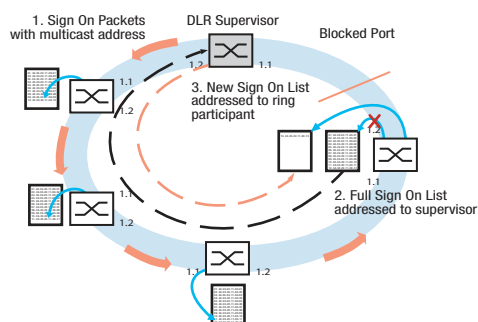 1. Sign On Packets
with multicast address
DLR Supervisor
Blocked Port
1.2
1.1
3. New Sign On List
addressed to ring
participant
1.1
1.2
1.2
1.1
2. Full Sign On List
addressed to supervisor
1.1
1.2
1.1
1.2